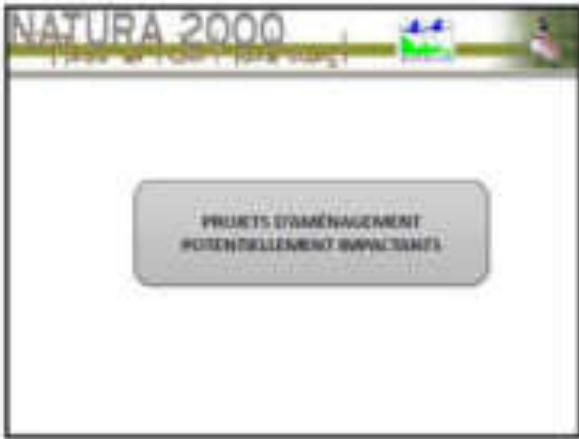 NATURA 2000
PROJETS D'AMÉNAGEMENT
POTENTIELLEMENT IMPACTANTS